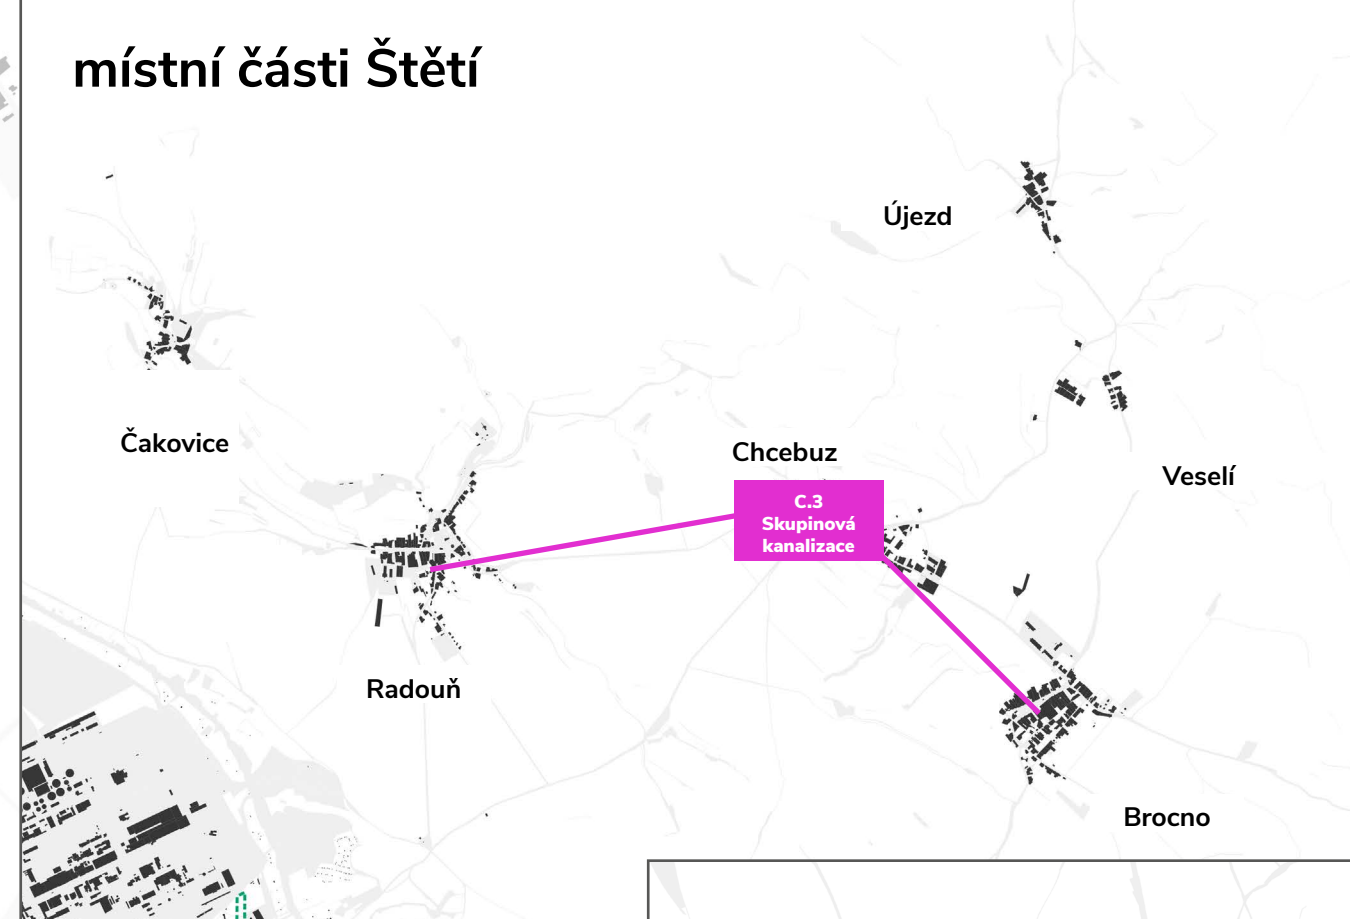 místní části Štětí
Újezd
Čakovice
Chcebuz
Veselí
C.3
Skupinová
kanalizace
Radouň
Brocno